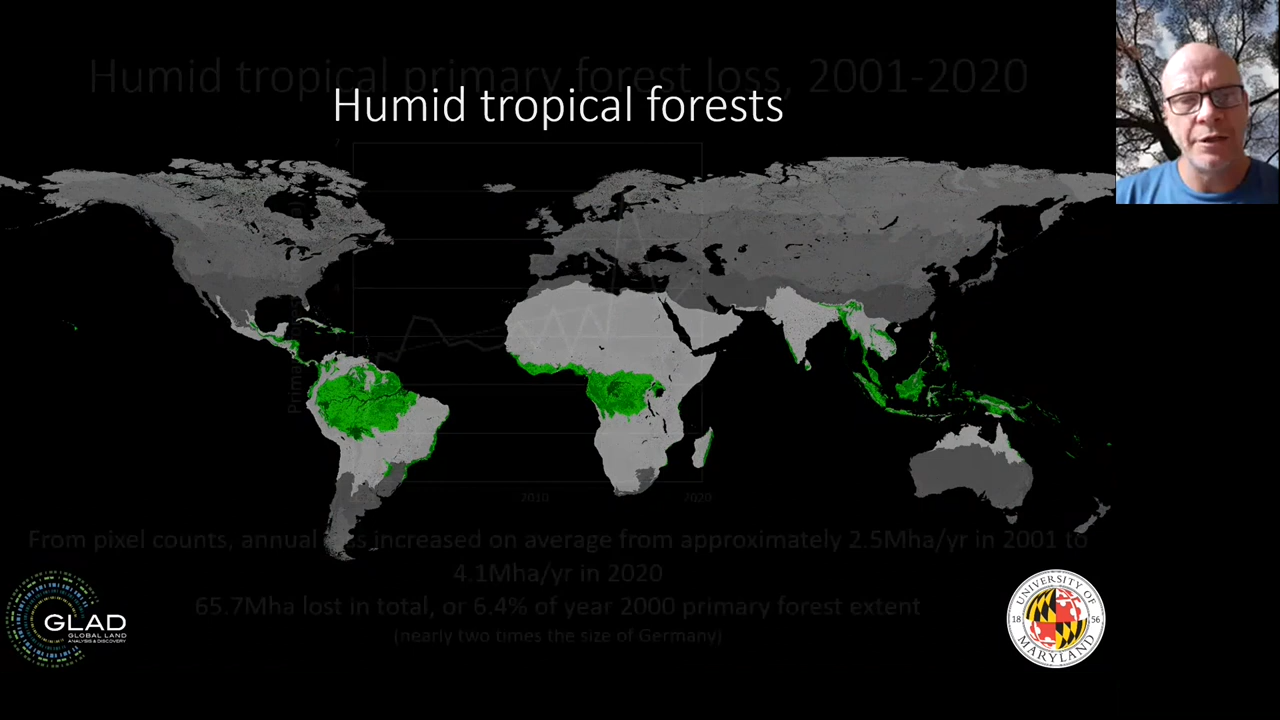 Humid tropical primary forest loss, 2001-2020
Humid tropical forests
2010
2020
From pixel counts, annual loss increased on average from approximately 2.5Mha/yr in 2001 to
4.1Mha/yr in 2020
65.7Mha lost in total, or 6.4% of year 2000 primary forest extent
(nearly two times the size of Germany)
GLAD
GLOBAL LAND
ANALYSIS & DISCOVERY
UNIVERSITY OF
18 56
MARYLAND